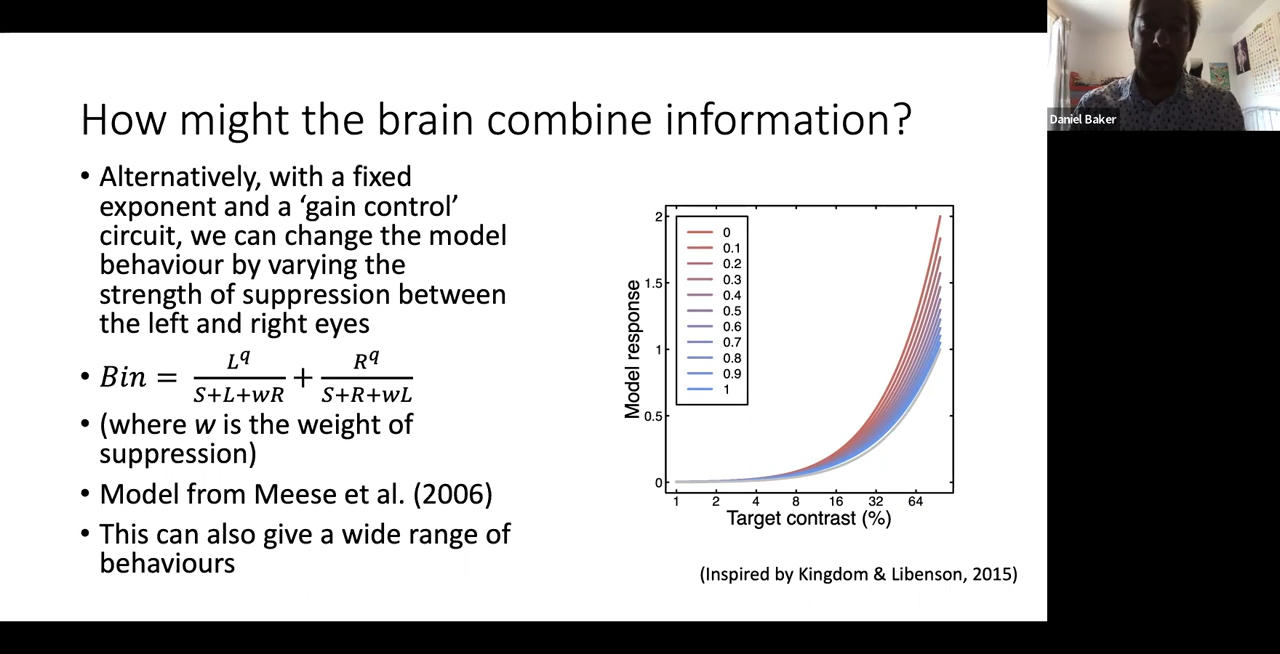 How might the brain combine information?
• Alternatively, with a fixed
exponent and a ‘gain control’
circuit, we can change the model
behaviour by varying the
strength of suppression between
the left and right eyes
• Bin = L^q/(S+L+wR) + R^q/(S+R+wL)
• (where w is the weight of
suppression)
• Model from Meese et al. (2006)
• This can also give a wide range of
behaviours
Model response
2
1.5
1
0.5
0
0
0.1
0.2
0.3
0.4
0.5
0.6
0.7
0.8
0.9
1
1 2 4 8 16 32 64
Target contrast (%)
(Inspired by Kingdom & Libenson, 2015)
Daniel Baker